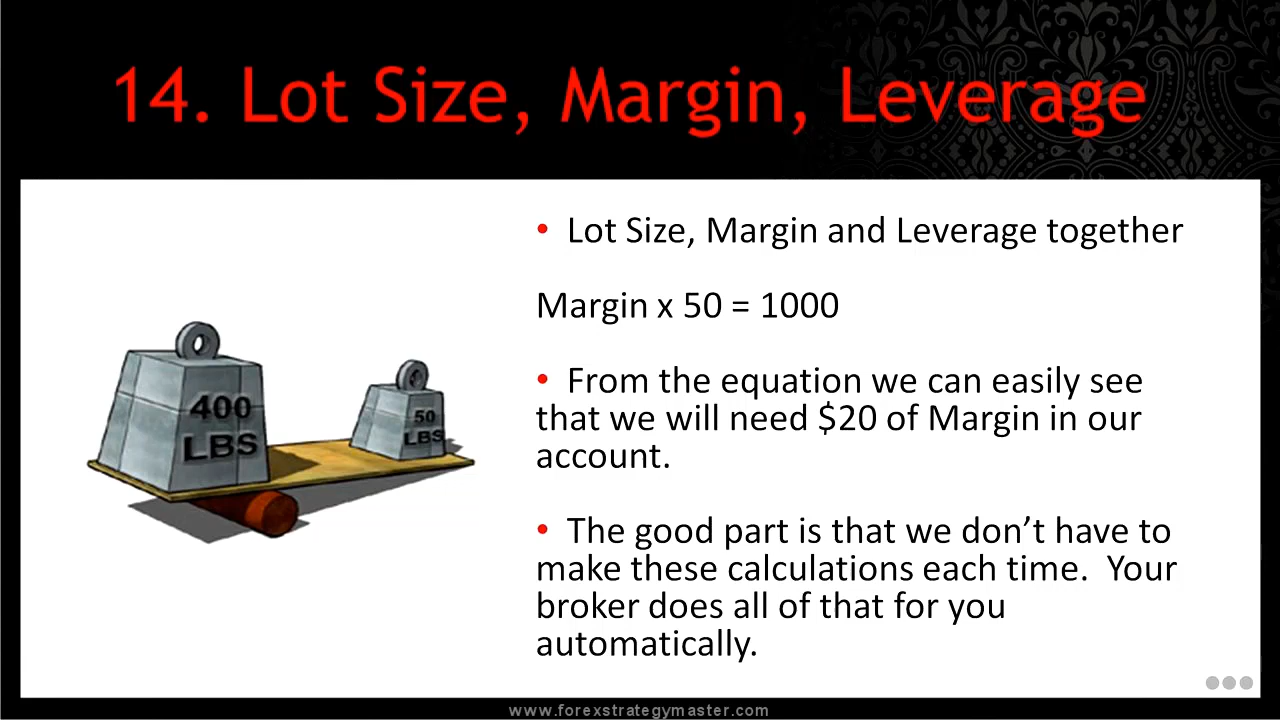 14. Lot Size, Margin, Leverage
• Lot Size, Margin and Leverage together
Margin x 50 = 1000
• From the equation we can easily see
that we will need $20 of Margin in our
account.
• The good part is that we don’t have to
make these calculations each time.  Your
broker does all of that for you
automatically.
400
LBS
50
LBS
www.forexstrategymaster.com